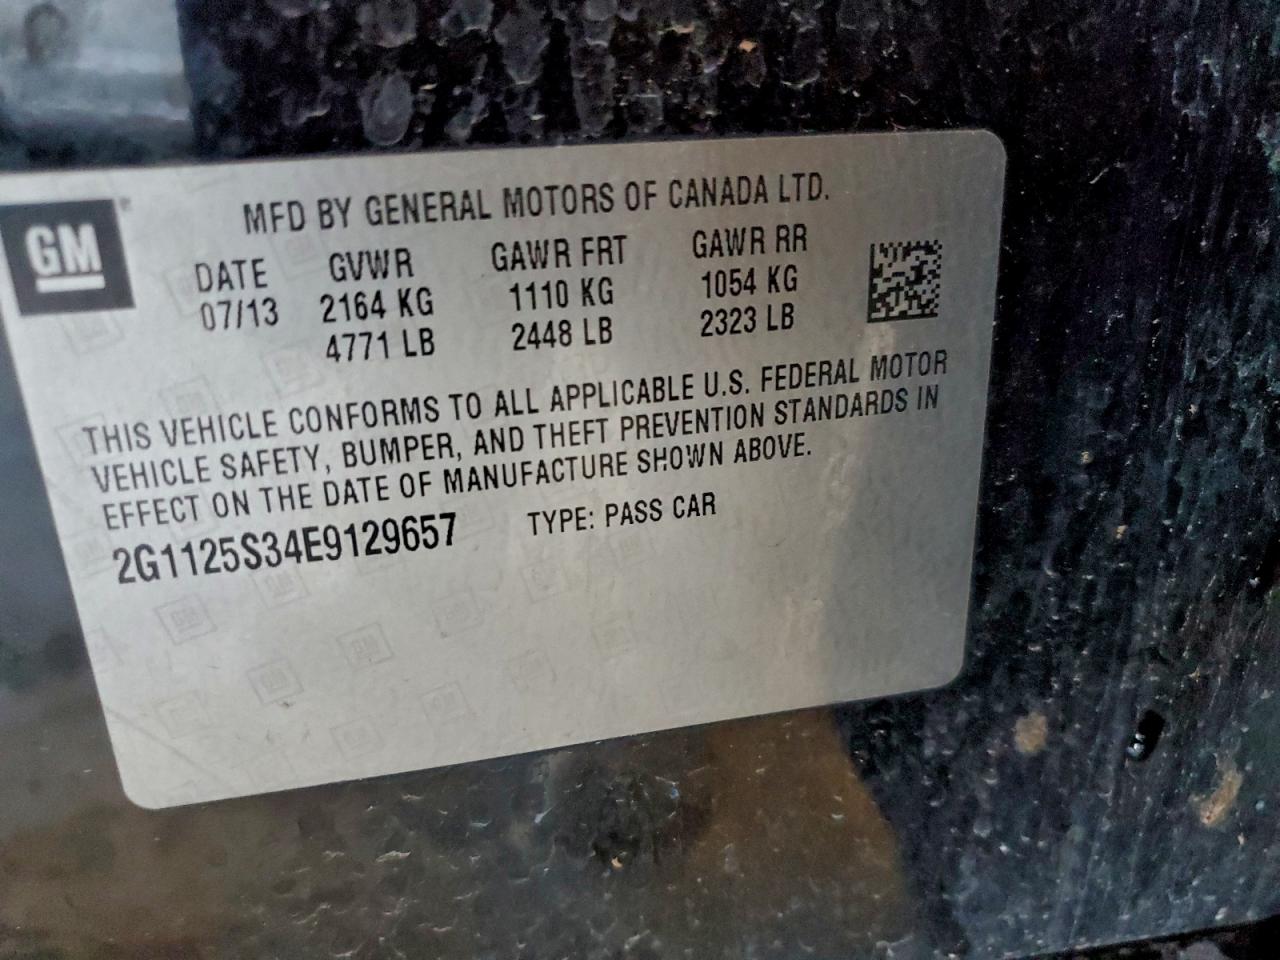 GM
MFD BY GENERAL MOTORS OF CANADA LTD.
DATE GVWR GAWR FRT GAWR RR
07/13 2164 KG 1110 KG 1054 KG
4771 LB 2448 LB 2323 LB
THIS VEHICLE CONFORMS TO ALL APPLICABLE U.S. FEDERAL MOTOR
VEHICLE SAFETY, BUMPER, AND THEFT PREVENTION STANDARDS IN
EFFECT ON THE DATE OF MANUFACTURE SHOWN ABOVE.
2G1125S34E9129657 TYPE: PASS CAR